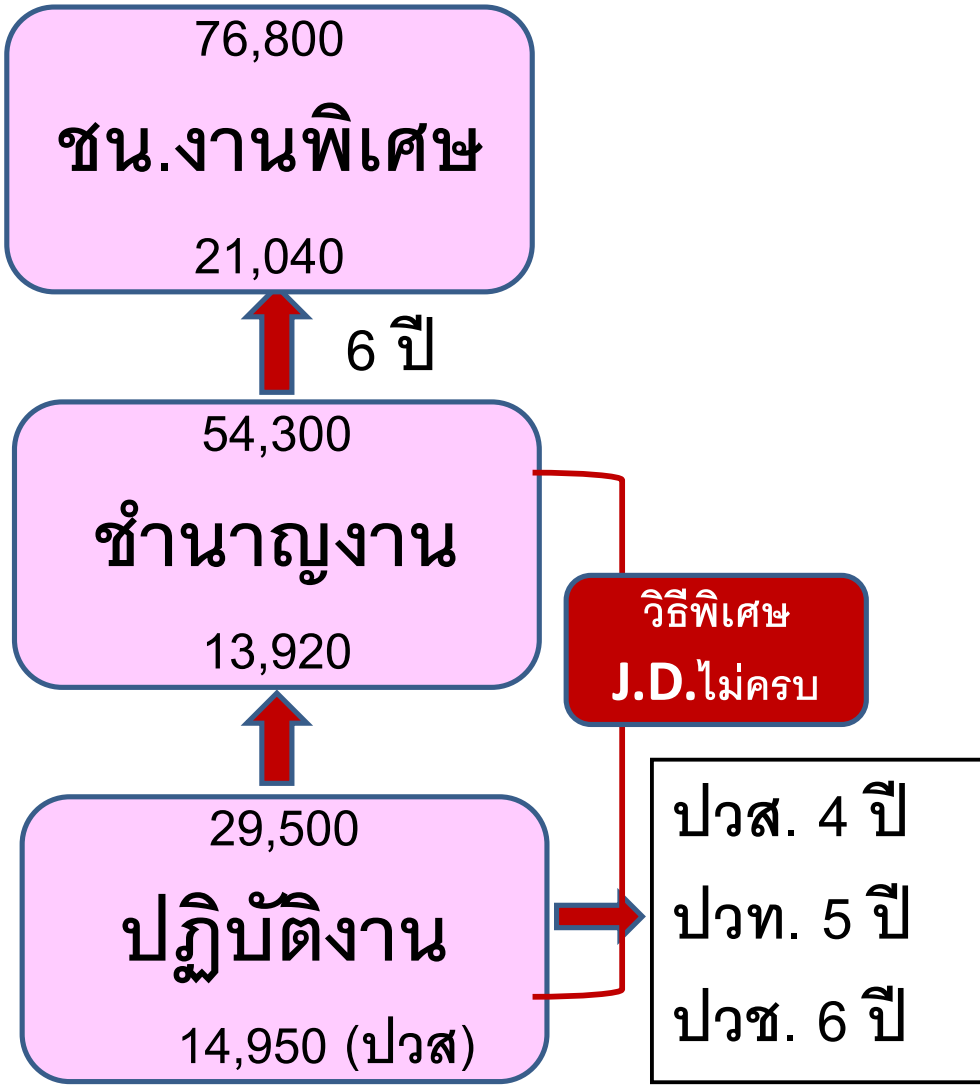 76,800
ชน.งานพิเศษ
21,040
6 ปี
54,300
ชำนาญงาน
13,920
วิธีพิเศษ
J.D.ไม่ครบ
29,500
ปฏิบัติงาน
14,950 (ปวส)
ปวส. 4 ปี
ปวท. 5 ปี
ปวช. 6 ปี